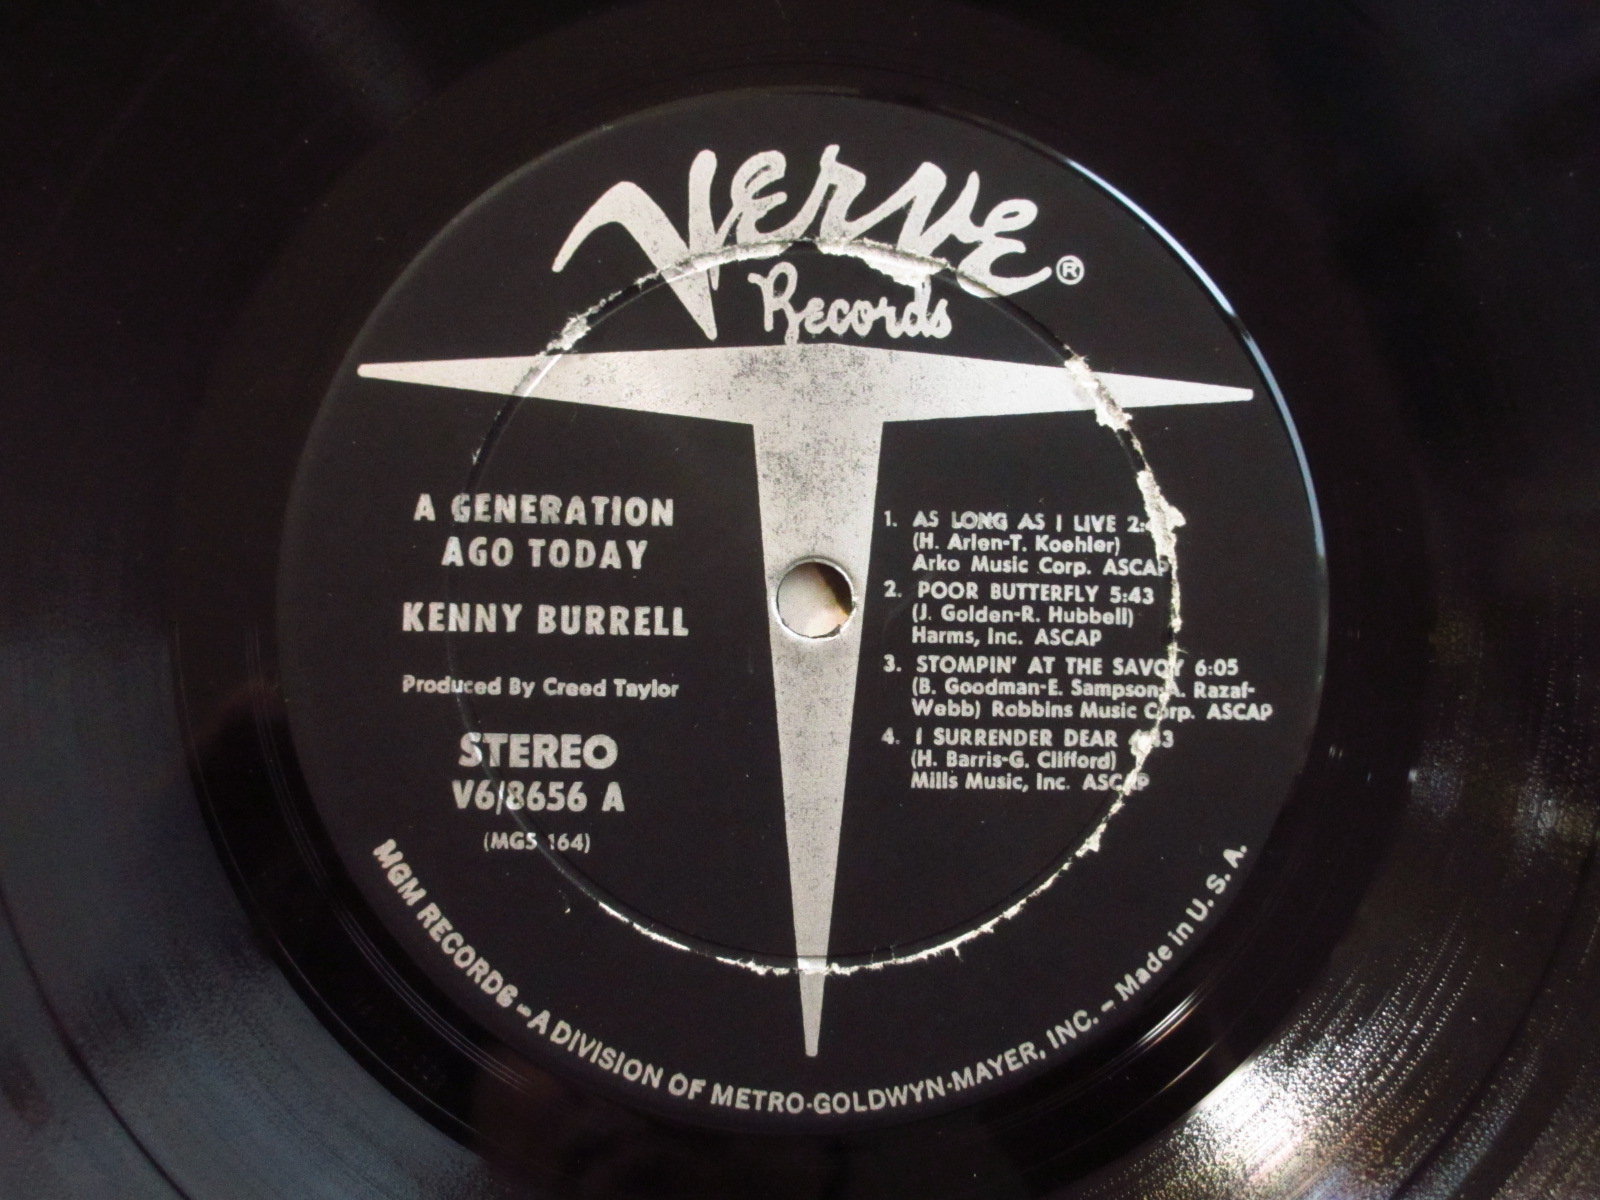 Verve ®
Records
A GENERATION
AGO TODAY
KENNY BURRELL
Produced By Creed Taylor
STEREO
V6/8656 A
(MGS 164)
1. AS LONG AS I LIVE
(H. Arlen-T. Koehler)
Arko Music Corp. ASCAP
2. POOR BUTTERFLY 5:43
(J. Golden-R. Hubbell)
Harms, Inc. ASCAP
3. STOMPIN' AT THE SAVOY 6:05
(B. Goodman-E. Sampson-A. Razaf-
Webb) Robbins Music Corp. ASCAP
4. I SURRENDER DEAR
(H. Barris-G. Clifford)
Mills Music, Inc. ASCAP
MGM RECORDS – A DIVISION OF METRO-GOLDWYN-MAYER, INC. – Made in U. S. A.